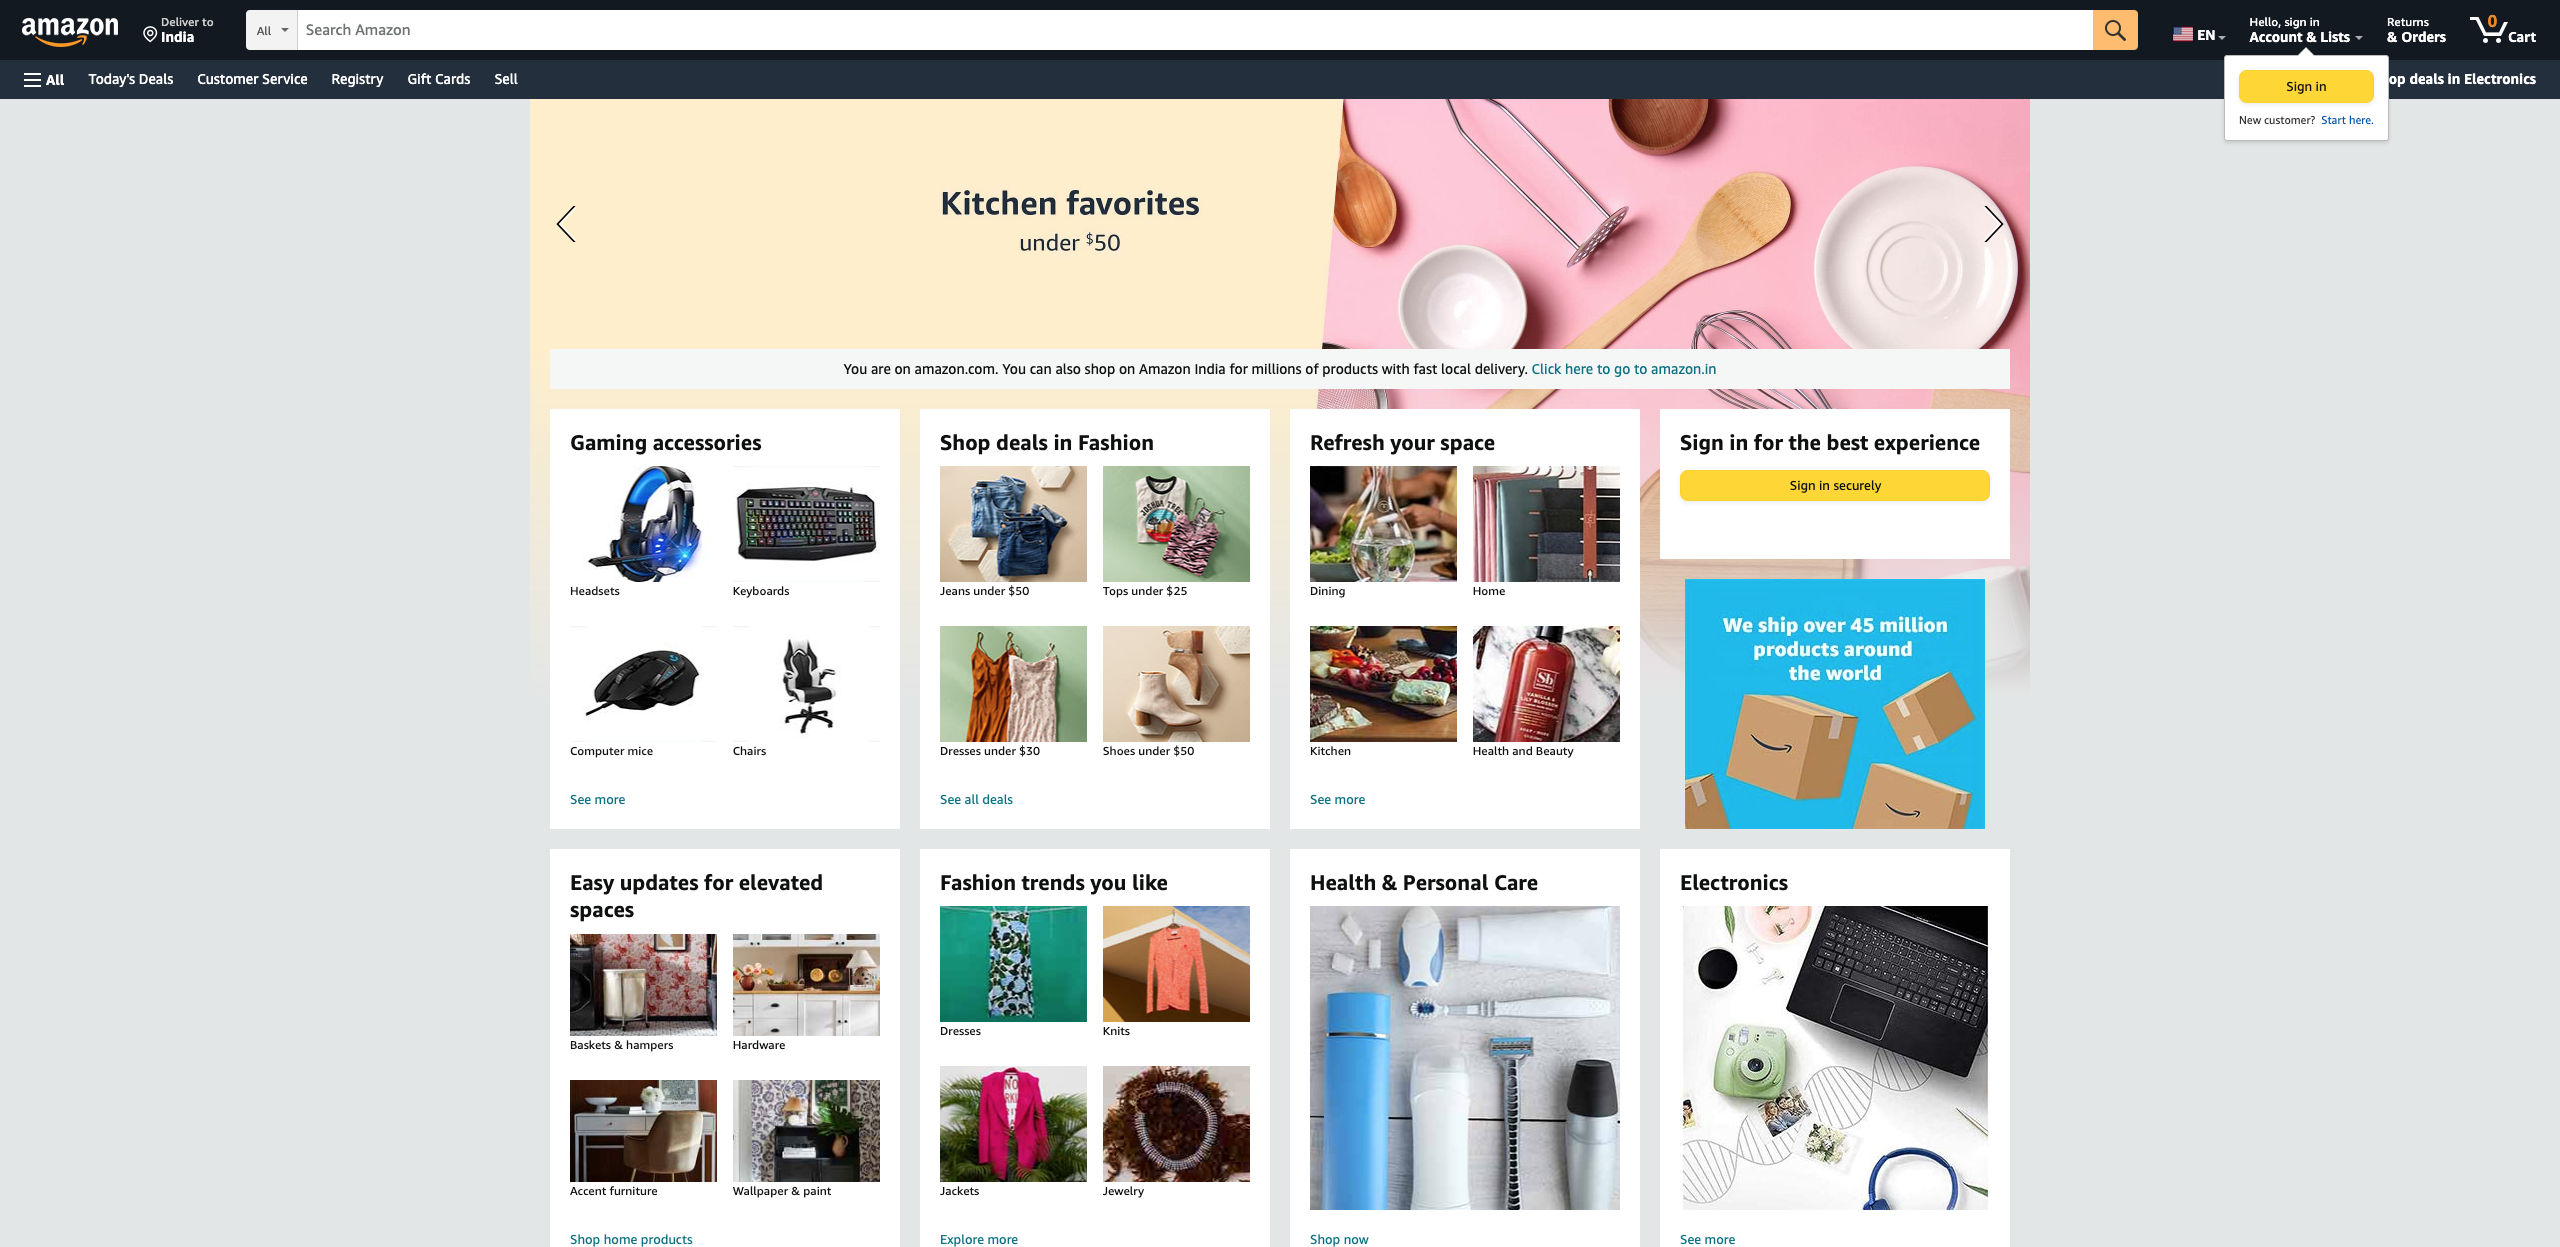 amazon
Deliver to
India
All
Search Amazon
EN
Hello, sign in
Account & Lists
Returns
& Orders
0
Cart
All
Today's Deals
Customer Service
Registry
Gift Cards
Sell
op deals in Electronics
Sign in
New customer? Start here.
Kitchen favorites
under $50
You are on amazon.com. You can also shop on Amazon India for millions of products with fast local delivery. Click here to go to amazon.in
Gaming accessories
Headsets
Keyboards
Computer mice
Chairs
See more
Shop deals in Fashion
JOSHUA TREE
Jeans under $50
Tops under $25
Dresses under $30
Shoes under $50
See all deals
Refresh your space
Dining
Home
Sb
VANILLA &
LILY BLOSSOM
Kitchen
Health and Beauty
See more
Sign in for the best experience
Sign in securely
We ship over 45 million
products around
the world
Easy updates for elevated
spaces
Baskets & hampers
Hardware
Accent furniture
Wallpaper & paint
Shop home products
Fashion trends you like
Dresses
Knits
Jackets
Jewelry
Explore more
Health & Personal Care
Shop now
Electronics
See more